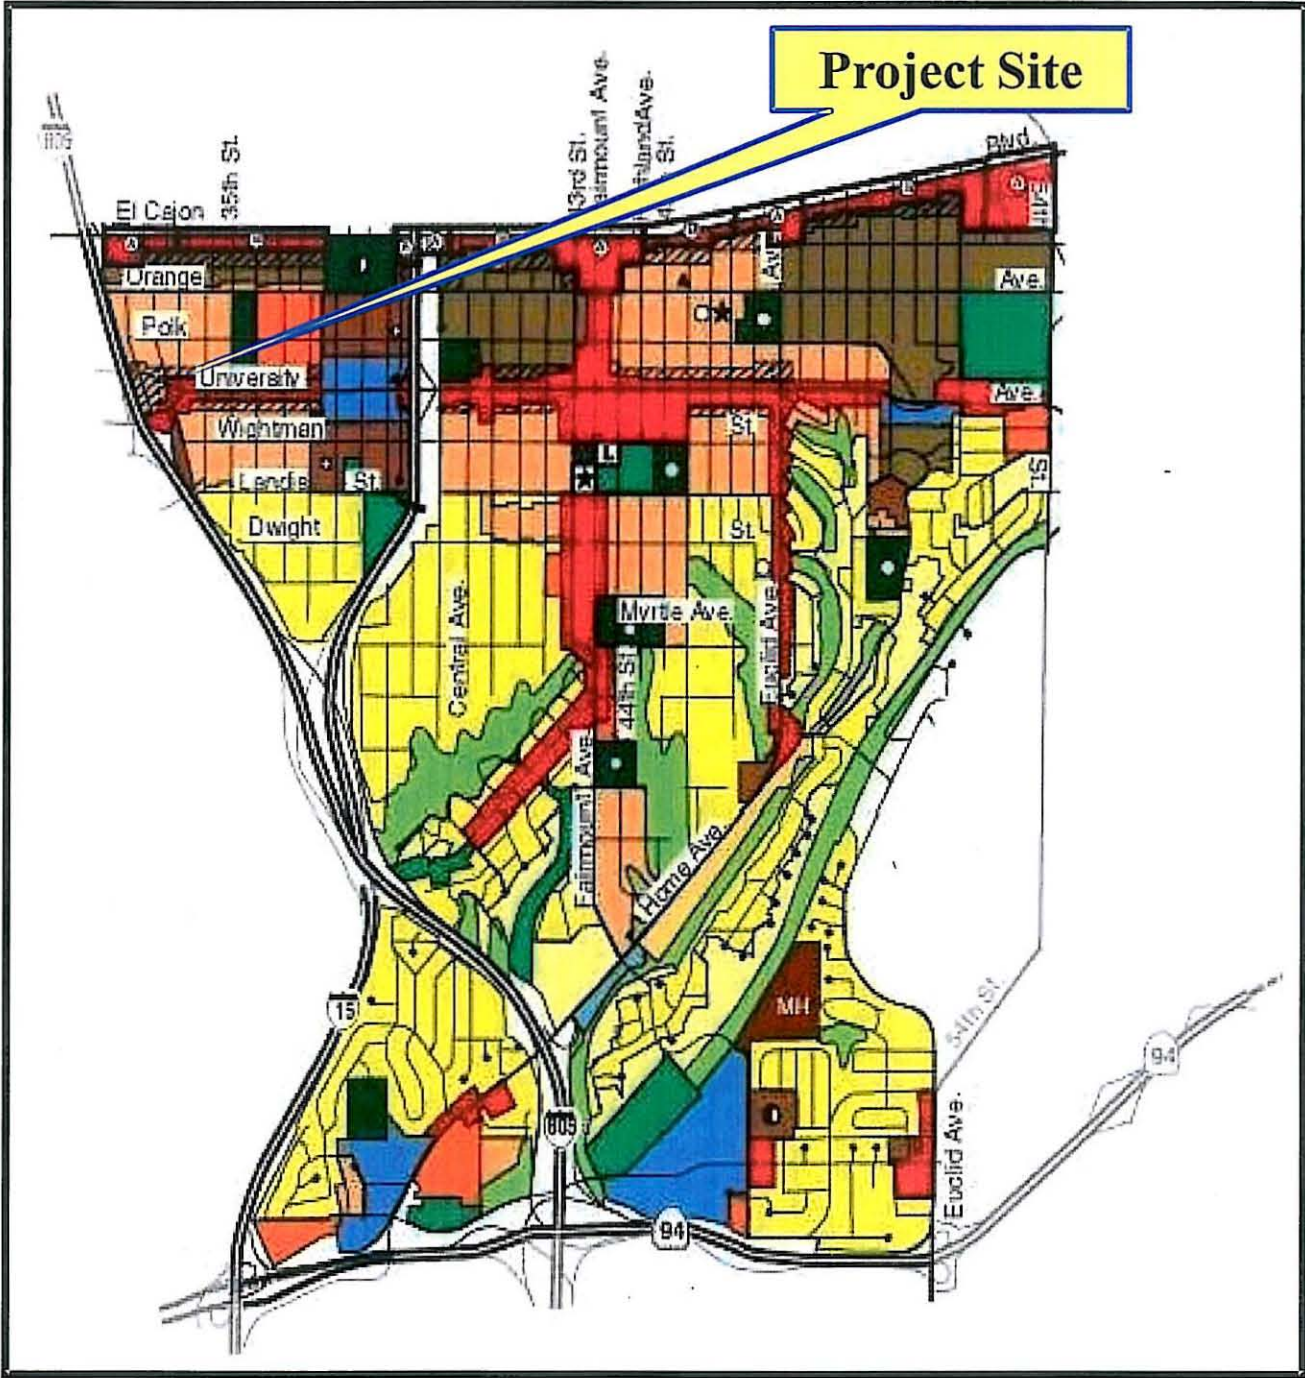 Project Site
805
35th St.
Blvd.
El Cajon
Orange
Ave.
Polk
University
Ave.
Wightman
St.
Landis
St.
Dwight
St.
Myrtle Ave.
Central Ave.
44th St.
Euclid Ave.
Fairmount Ave.
Home Ave.
15
MH
54th St.
94
805
Euclid Ave.
94